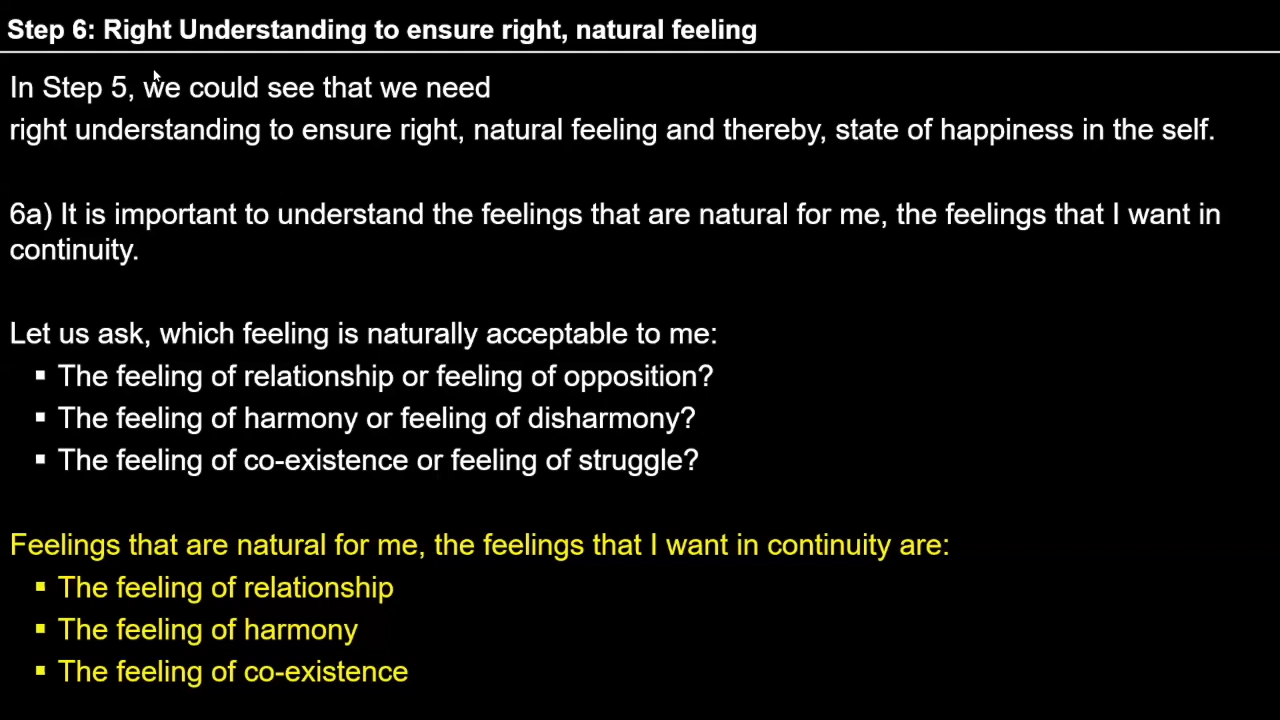 Step 6: Right Understanding to ensure right, natural feeling
In Step 5, we could see that we need
right understanding to ensure right, natural feeling and thereby, state of happiness in the self.
6a) It is important to understand the feelings that are natural for me, the feelings that I want in
continuity.
Let us ask, which feeling is naturally acceptable to me:
▪ The feeling of relationship or feeling of opposition?
▪ The feeling of harmony or feeling of disharmony?
▪ The feeling of co-existence or feeling of struggle?
Feelings that are natural for me, the feelings that I want in continuity are:
▪ The feeling of relationship
▪ The feeling of harmony
▪ The feeling of co-existence